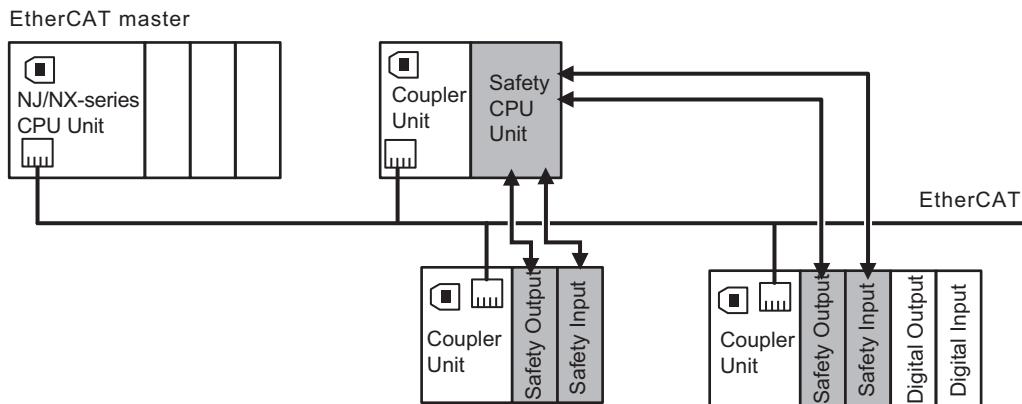 EtherCAT master
NJ/NX-series
CPU Unit
Coupler
Unit
Safety
CPU
Unit
EtherCAT
Coupler
Unit
Safety Output
Safety Input
Coupler
Unit
Safety Output
Safety Input
Digital Output
Digital Input